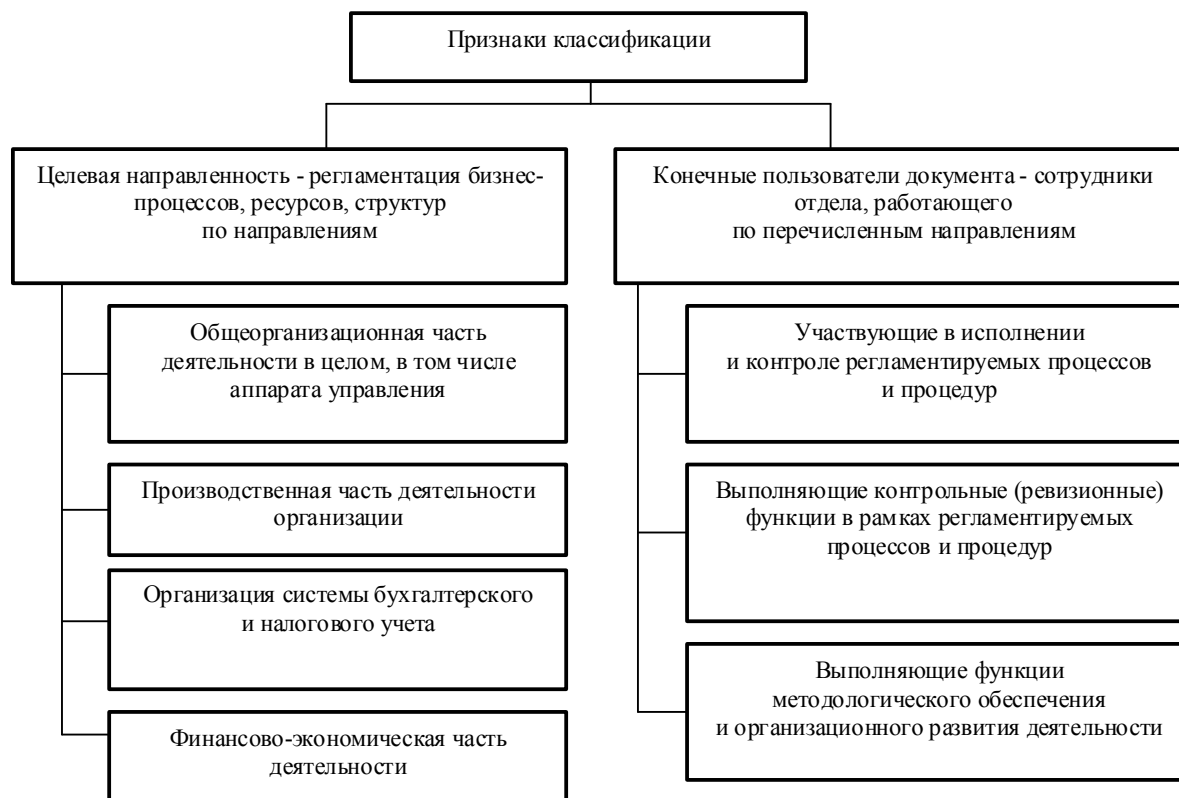 Признаки классификации
Целевая направленность - регламентация бизнес-
процессов, ресурсов, структур
по направлениям
Общеорганизационная часть
деятельности в целом, в том числе
аппарата управления
Производственная часть деятельности
организации
Организация системы бухгалтерского
и налогового учета
Финансово-экономическая часть
деятельности
Конечные пользователи документа - сотрудники
отдела, работающего
по перечисленным направлениям
Участвующие в исполнении
и контроле регламентируемых процессов
и процедур
Выполняющие контрольные (ревизионные)
функции в рамках регламентируемых
процессов и процедур
Выполняющие функции
методологического обеспечения
и организационного развития деятельности